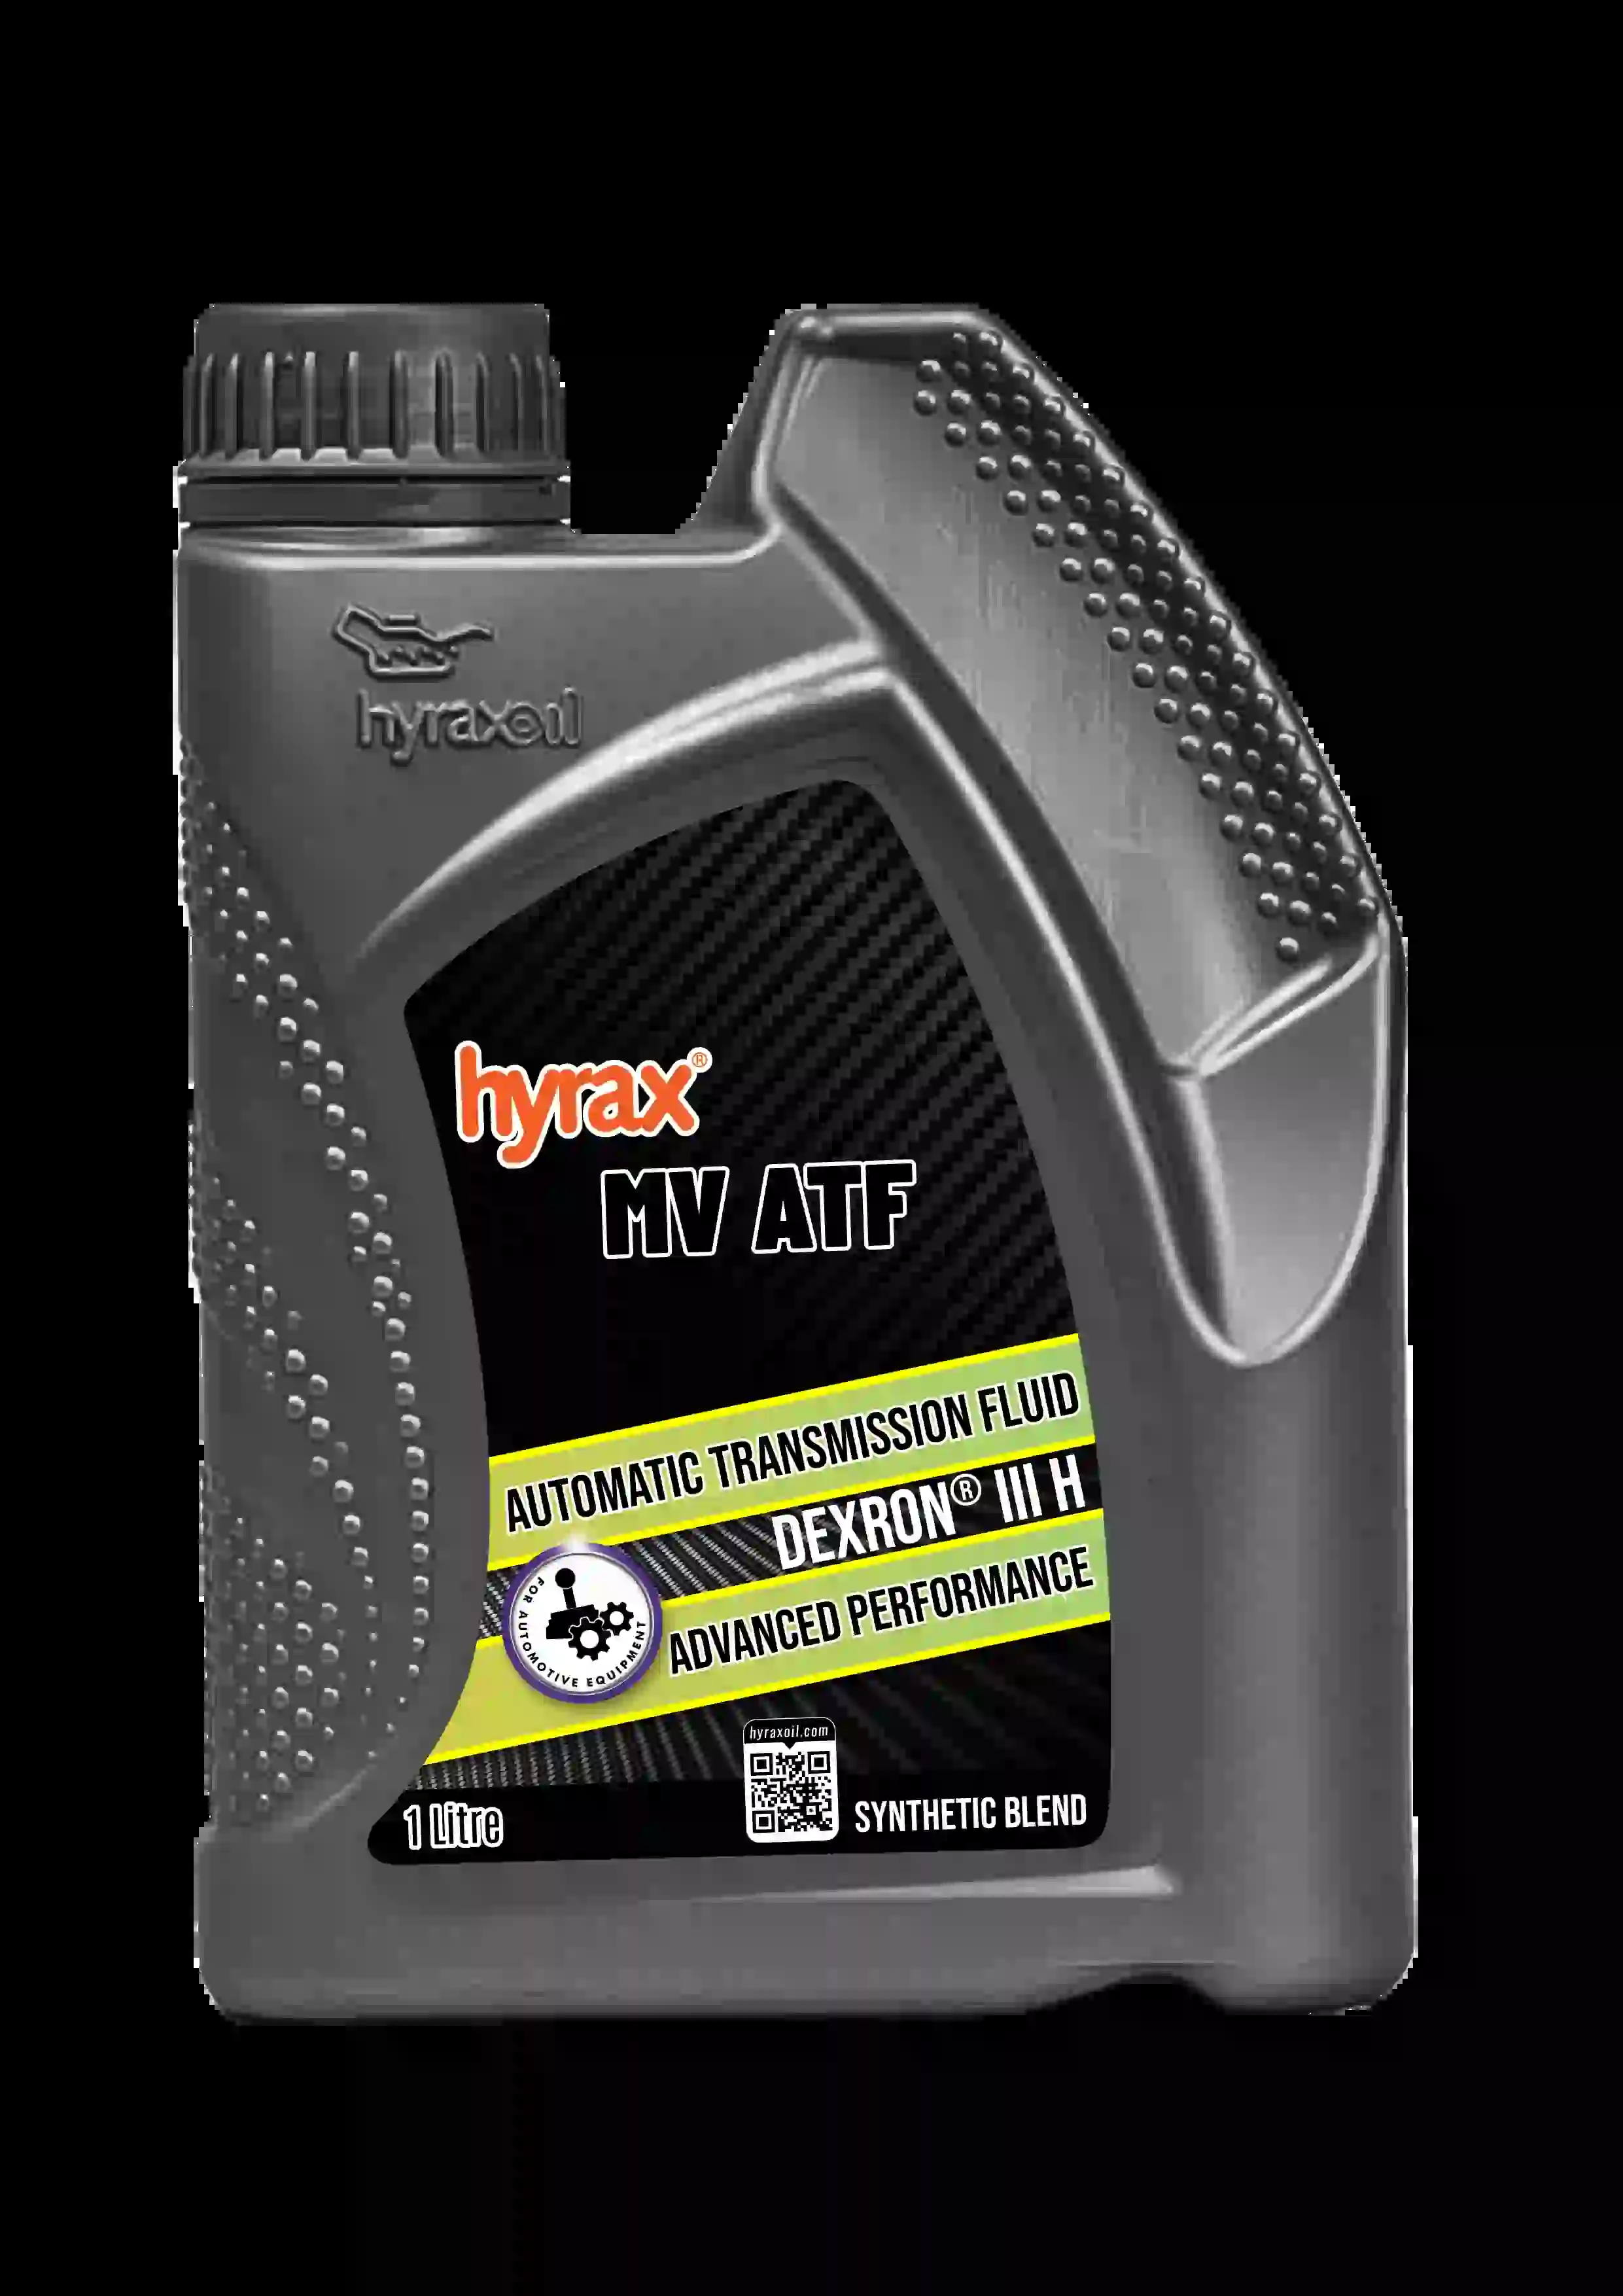 hyraxoil
hyrax®
MV ATF
AUTOMATIC TRANSMISSION FLUID
DEXRON® III H
FOR AUTOMOTIVE EQUIPMENT
ADVANCED PERFORMANCE
hyraxoil.com
1 Litre
SYNTHETIC BLEND